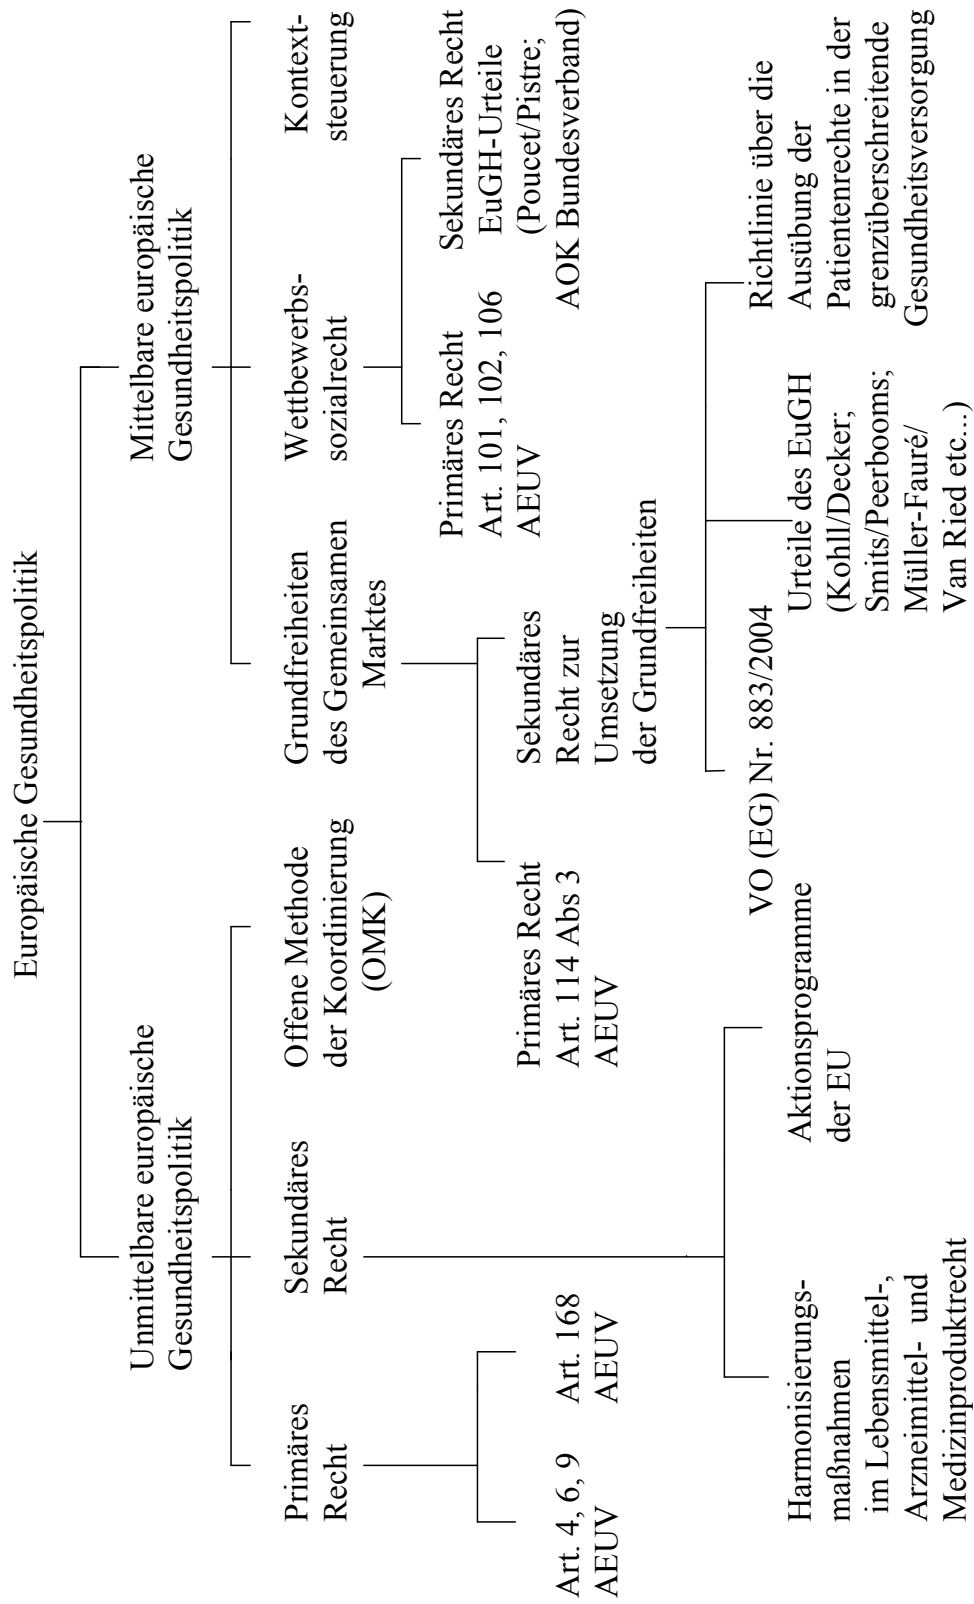 Europäische Gesundheitspolitik
Unmittelbare europäische
Gesundheitspolitik
Mittelbare europäische
Gesundheitspolitik
Primäres
Recht
Sekundäres
Recht
Offene Methode
der Koordinierung
(OMK)
Grundfreiheiten
des Gemeinsamen
Marktes
Wettbewerbs-
sozialrecht
Kontext-
steuerung
Primäres Recht
Art. 101, 102, 106
AEUV
Sekundäres Recht
EuGH-Urteile
(Poucet/Pistre;
AOK Bundesverband)
Art. 4, 6, 9
AEUV
Art. 168
AEUV
Primäres Recht
Art. 114 Abs 3
AEUV
Sekundäres
Recht zur
Umsetzung
der Grundfreiheiten
Harmonisierungs-
maßnahmen
im Lebensmittel-,
Arzneimittel- und
Medizinproduktrecht
Aktionsprogramme
der EU
VO (EG) Nr. 883/2004
Urteile des EuGH
(Kohll/Decker;
Smits/Peerbooms;
Müller-Fauré/
Van Ried etc...)
Richtlinie über die
Ausübung der
Patientenrechte in der
grenzüberschreitende
Gesundheitsversorgung